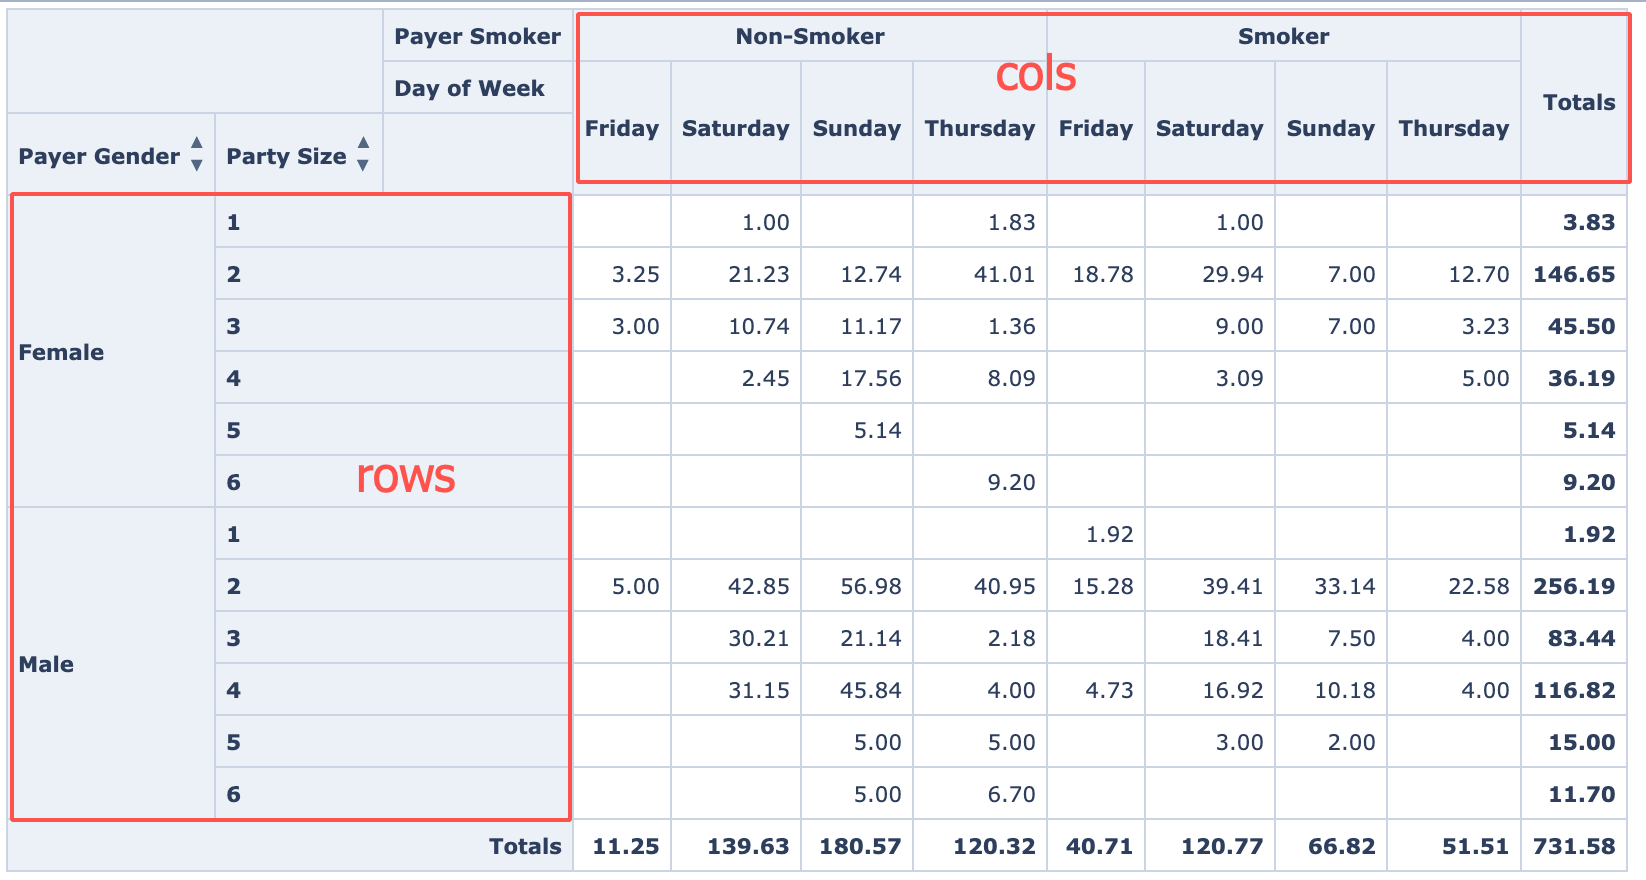 Payer Smoker Non-Smoker Smoker Totals
cols
Day of Week Friday Saturday Sunday Thursday Friday Saturday Sunday Thursday
Payer Gender ▲▼ Party Size ▲▼
Female 1 1.00 1.83 1.00 3.83
2 3.25 21.23 12.74 41.01 18.78 29.94 7.00 12.70 146.65
3 3.00 10.74 11.17 1.36 9.00 7.00 3.23 45.50
4 2.45 17.56 8.09 3.09 5.00 36.19
5 5.14 5.14
rows
6 9.20 9.20
Male 1 1.92 1.92
2 5.00 42.85 56.98 40.95 15.28 39.41 33.14 22.58 256.19
3 30.21 21.14 2.18 18.41 7.50 4.00 83.44
4 31.15 45.84 4.00 4.73 16.92 10.18 4.00 116.82
5 5.00 5.00 3.00 2.00 15.00
6 5.00 6.70 11.70
Totals 11.25 139.63 180.57 120.32 40.71 120.77 66.82 51.51 731.58